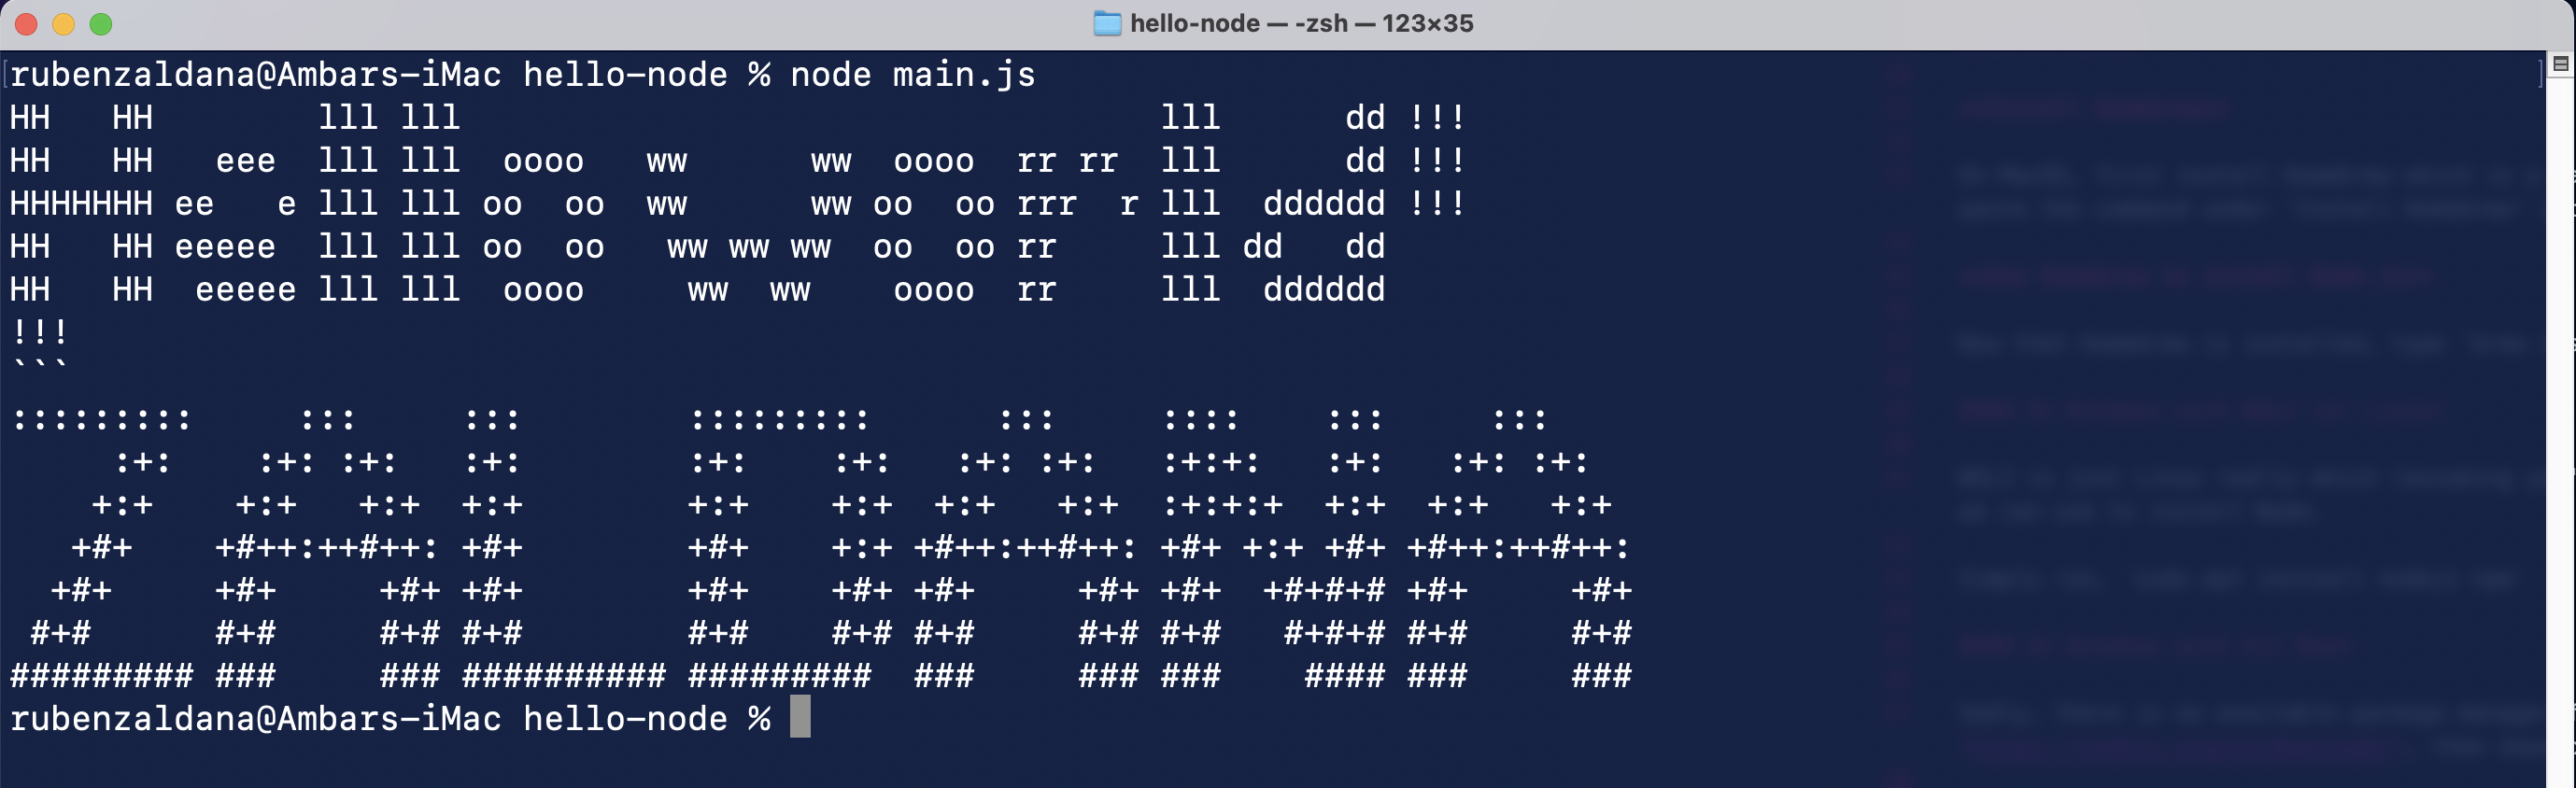 hello-node — -zsh — 123×35
rubenzaldana@Ambars-iMac hello-node % node main.js
HH   HH        lll lll                                  lll      dd !!!
HH   HH   eee  lll lll  oooo   ww      ww  oooo  rr rr  lll      dd !!!
HHHHHHH ee   e lll lll oo  oo  ww      ww oo  oo rrr  r lll  dddddd !!!
HH   HH eeeee  lll lll oo  oo   ww ww ww  oo  oo rr     lll dd   dd
HH   HH  eeeee lll lll  oooo     ww  ww    oooo  rr     lll  dddddd
!!!
```
:::::::::     :::     :::        :::::::::      :::     ::::    :::     :::
     :+:    :+: :+:   :+:       :+:    :+:   :+: :+:   :+:+:   :+:   :+: :+:
    +:+    +:+   +:+  +:+        +:+    +:+  +:+   +:+  :+:+:+  +:+  +:+   +:+
   +#+    +#++:++#++: +#+        +#+    +:+ +#++:++#++: +#+ +:+ +#+ +#++:++#++:
  +#+     +#+     +#+ +#+        +#+    +#+ +#+     +#+ +#+  +#+#+# +#+     +#+
 #+#      #+#     #+# #+#        #+#    #+# #+#     #+# #+#   #+#+# #+#     #+#
######### ###     ### ########## #########  ###     ### ###    #### ###     ###
rubenzaldana@Ambars-iMac hello-node %